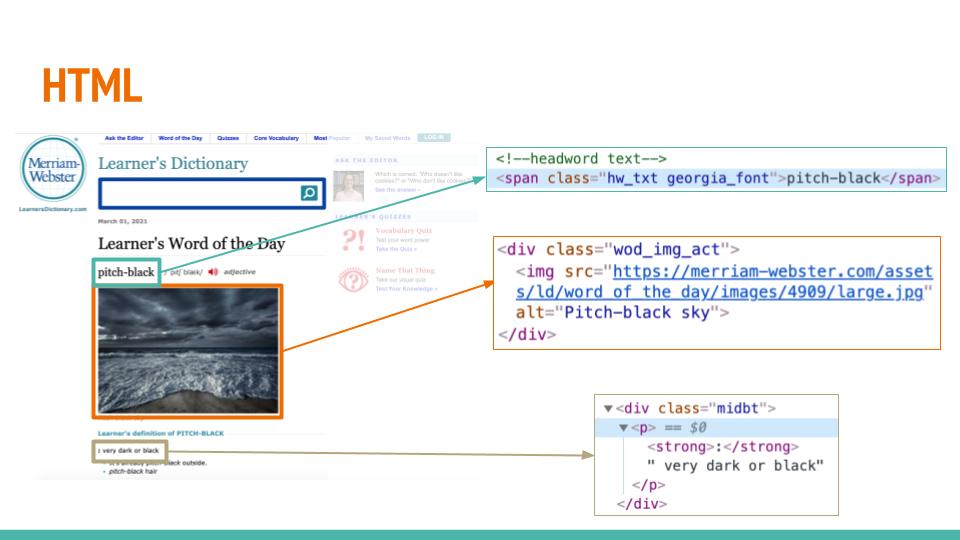 HTML
Ask the Editor Word of the Day Quizzes Core Vocabulary Most Popular My Saved Words LOG IN
Merriam-
Webster
®
LearnersDictionary.com
Learner's Dictionary
March 01, 2021
Learner's Word of the Day
pitch-black /ˈpɪtʃˈblæk/ adjective
Learner's definition of PITCH-BLACK
: very dark or black
It's already pitch-black outside.
pitch-black hair
ASK THE EDITOR
Which is correct: "Who doesn't like
cookies?" or "Who don't like cookies?"
See the answer »
LEARNER'S QUIZZES
?!
Vocabulary Quiz
Test your word power
Take the Quiz »
Name That Thing
Take our visual quiz
Test Your Knowledge »
<!--headword text-->
<span class="hw_txt georgia_font">pitch-black</span>
<div class="wod_img_act">
<img src="https://merriam-webster.com/asset
s/ld/word_of_the_day/images/4909/large.jpg"
alt="Pitch-black sky">
</div>
▼<div class="midbt">
▼<p> == $0
<strong>:</strong>
" very dark or black"
</p>
</div>